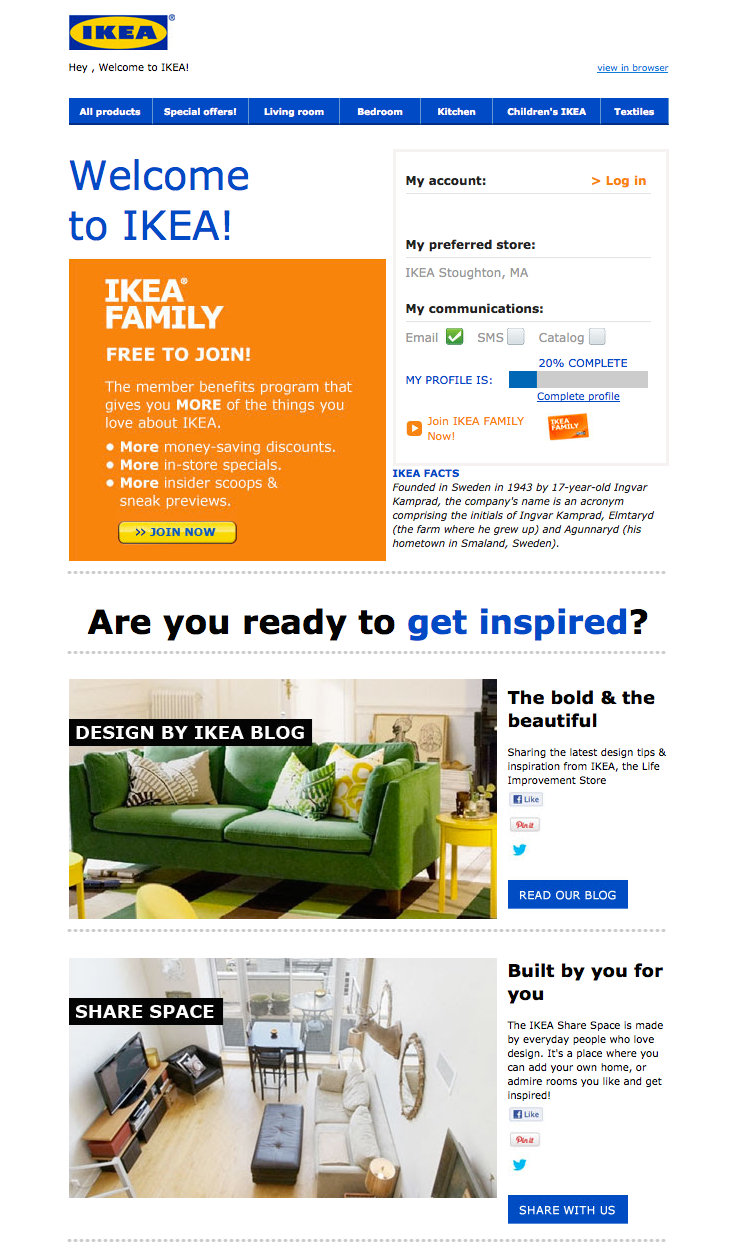 IKEA®
Hey , Welcome to IKEA!
view in browser
All products
Special offers!
Living room
Bedroom
Kitchen
Children's IKEA
Textiles
Welcome
to IKEA!
IKEA®
FAMILY
FREE TO JOIN!
The member benefits program that
gives you MORE of the things you
love about IKEA.
• More money-saving discounts.
• More in-store specials.
• More insider scoops &
sneak previews.
>> JOIN NOW
My account:
> Log in
My preferred store:
IKEA Stoughton, MA
My communications:
Email
SMS
Catalog
20% COMPLETE
MY PROFILE IS:
Complete profile
Join IKEA FAMILY
Now!
IKEA
FAMILY
IKEA FACTS
Founded in Sweden in 1943 by 17-year-old Ingvar
Kamprad, the company's name is an acronym
comprising the initials of Ingvar Kamprad, Elmtaryd
(the farm where he grew up) and Agunnaryd (his
hometown in Smaland, Sweden).
Are you ready to get inspired?
DESIGN BY IKEA BLOG
The bold & the
beautiful
Sharing the latest design tips &
inspiration from IKEA, the Life
Improvement Store
Like
Pin it
READ OUR BLOG
SHARE SPACE
Built by you for
you
The IKEA Share Space is made
by everyday people who love
design. It's a place where you
can add your own home, or
admire rooms you like and get
inspired!
Like
Pin it
SHARE WITH US